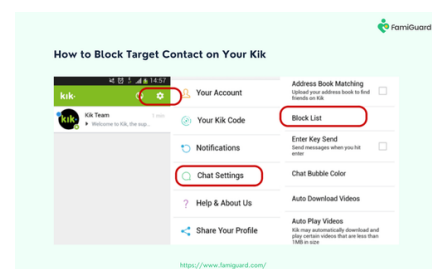 FamiGuard
How to Block Target
Contact on Your Kik
14:57
kik·
Kik Team
Welcome to Kik, the sup...
Your Account
Your Kik Code
Notifications
Chat Settings
Help & About Us
Share Your Profile
Address Book Matching
Upload your address book to find
friends on Kik
Block List
Enter Key Send
Send messages when you hit
enter
Chat Bubble Color
Auto Download Videos
Auto Play Videos
Kik may automatically download and
play certain videos that are less than
1MB in size
https://www.famiguard.com/